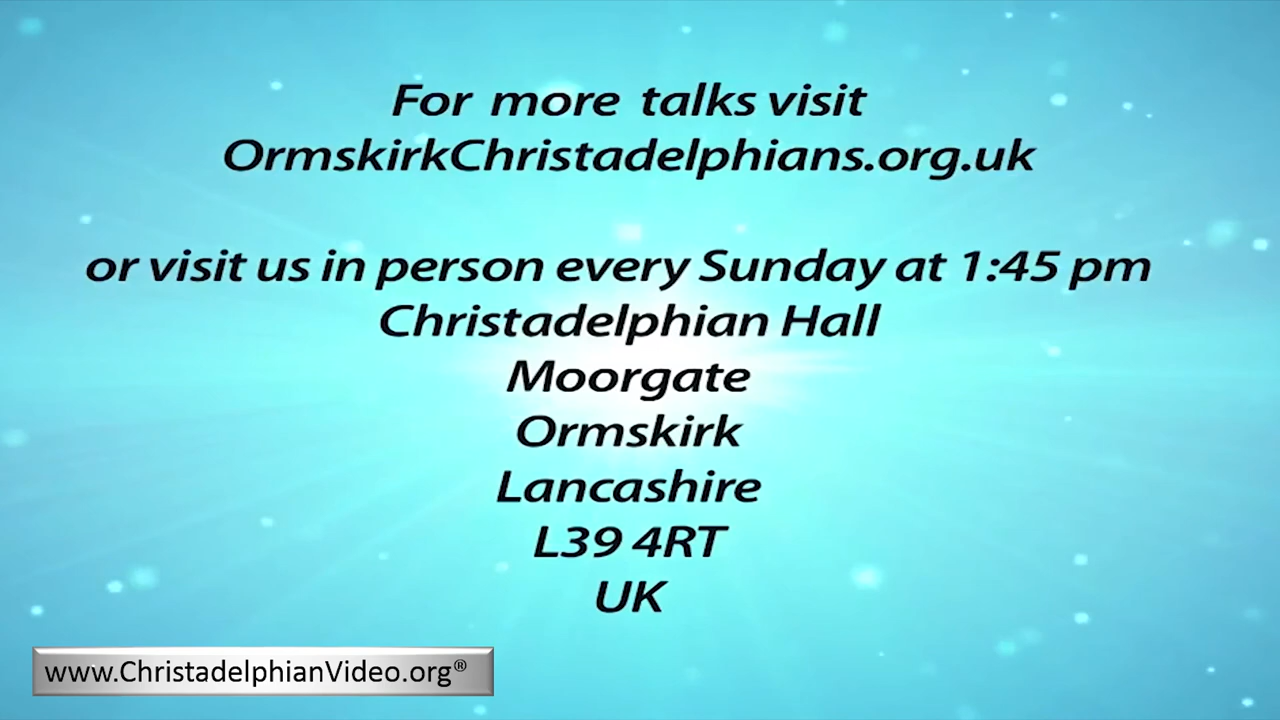 For more talks visit
OrmskirkChristadelphians.org.uk
or visit us in person every Sunday at 1:45 pm
Christadelphian Hall
Moorgate
Ormskirk
Lancashire
L39 4RT
UK
www.ChristadelphianVideo.org®